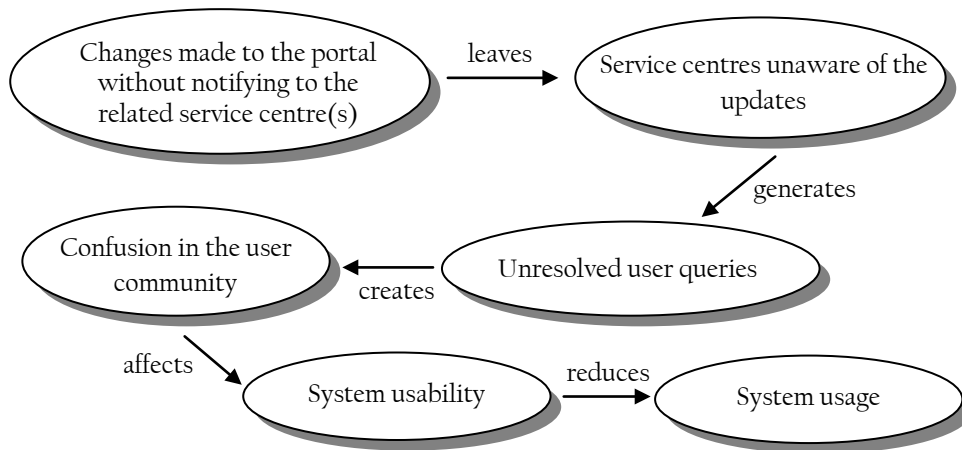 Changes made to the portal
without notifying to the
related service centre(s)
leaves
Service centres unaware of the
updates
generates
Unresolved user queries
creates
Confusion in the user
community
affects
System usability
reduces
System usage